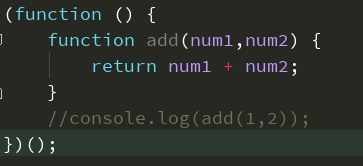 (function () {
    function add(num1,num2) {
        return num1 + num2;
    }
    //console.log(add(1,2));
})();